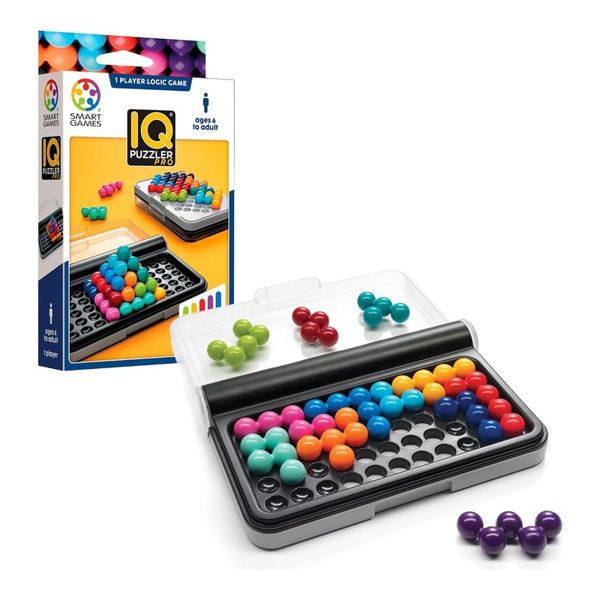 1 PLAYER LOGIC GAME
SMART
GAMES
IQ
PUZZLER
PRO
ages 6
to adult
SMART
GAMES
IQ
PUZZLER
PRO
ages 6
to adult
1 player